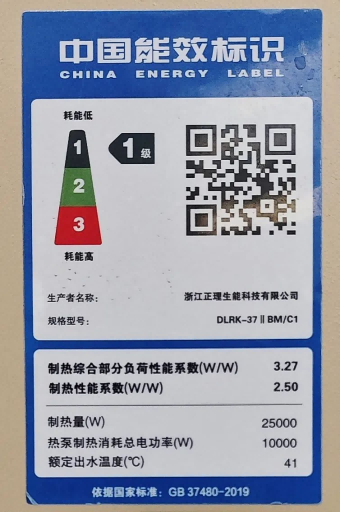 中国能效标识
CHINA ENERGY LABEL
耗能低
1
2
3
耗能高
1级
生产者名称: 浙江正理生能科技有限公司
规格型号: DLRK-37ⅡBM/C1
制热综合部分负荷性能系数(W/W) 3.27
制热性能系数(W/W) 2.50
制热量(W) 25000
热泵制热消耗总电功率(W) 10000
额定出水温度(℃) 41
依据国家标准: GB 37480-2019